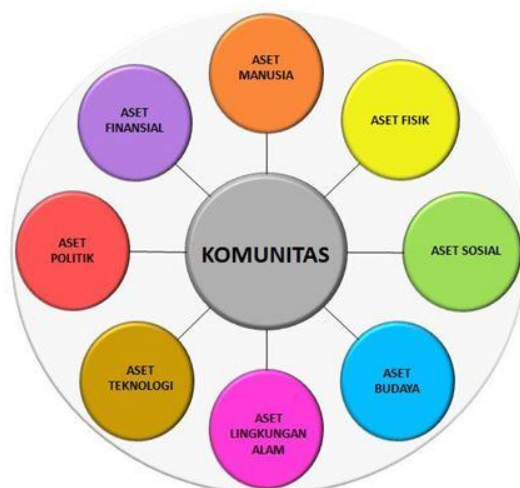 ASET
MANUSIA
ASET FISIK
ASET SOSIAL
ASET
BUDAYA
ASET
LINGKUNGAN
ALAM
ASET
TEKNOLOGI
ASET
POLITIK
ASET
FINANSIAL
KOMUNITAS